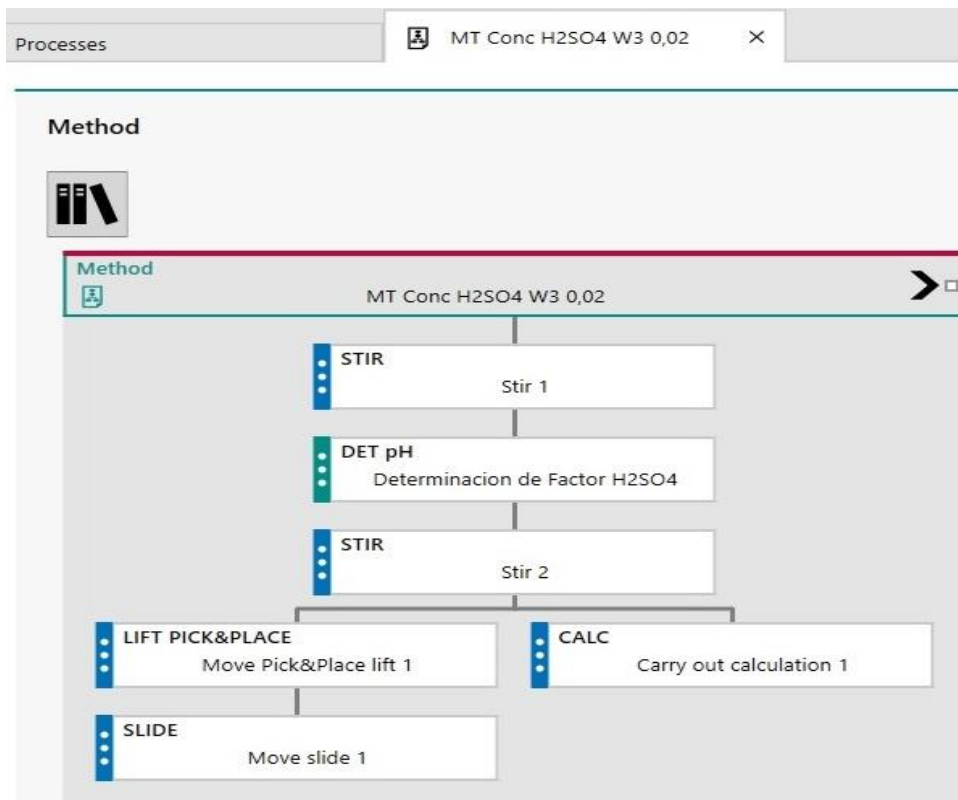 Processes
MT Conc H2SO4 W3 0,02
Method
Method
MT Conc H2SO4 W3 0,02
STIR
Stir 1
DET pH
Determinacion de Factor H2SO4
STIR
Stir 2
LIFT PICK&PLACE
Move Pick&Place lift 1
CALC
Carry out calculation 1
SLIDE
Move slide 1